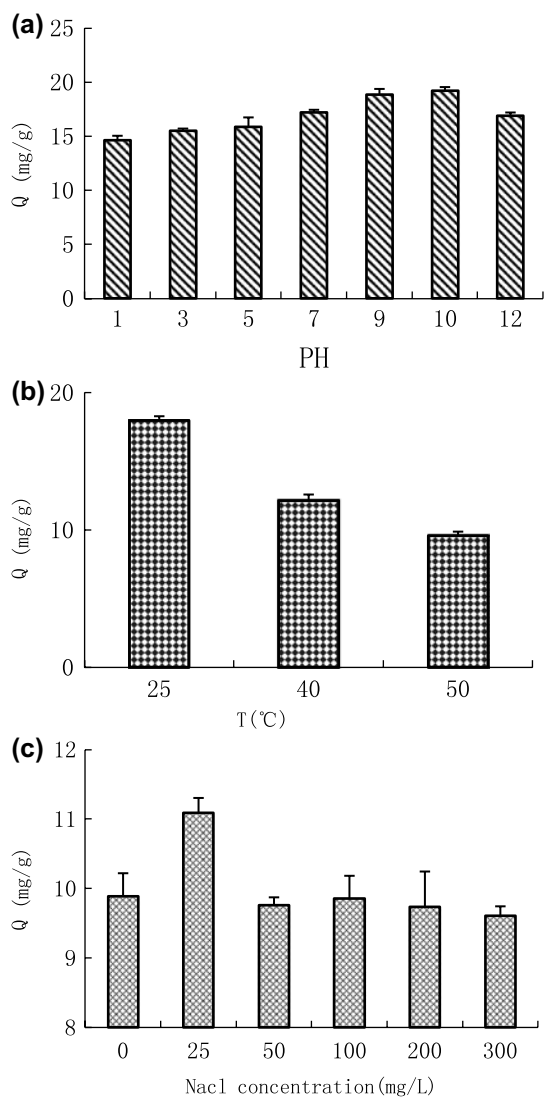 (a)
25
20
15
10
5
0
Q (mg/g)
1 3 5 7 9 10 12
PH
(b)
20
10
0
Q (mg/g)
25 40 50
T(℃)
(c)
12
11
10
9
8
Q (mg/g)
0 25 50 100 200 300
Nacl concentration(mg/L)